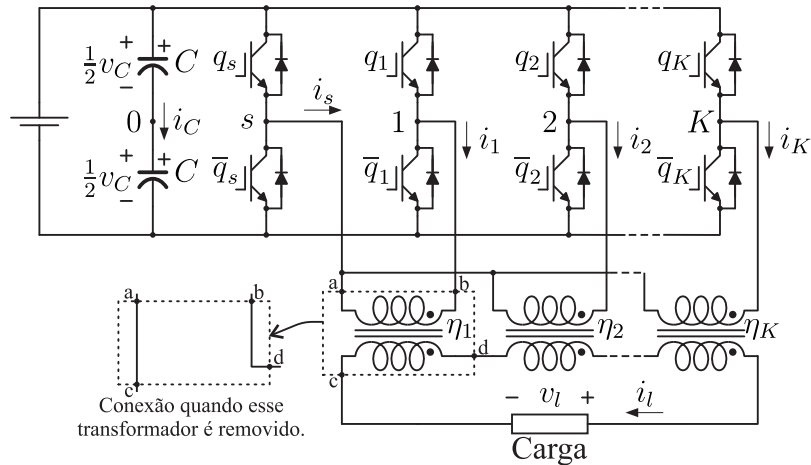 ½ v_C + − C
q_s
q_1
q_2
q_K
i_s
0 i_C
s
1 i_1
2 i_2
K i_K
½ v_C + − C
q̅_s
q̅_1
q̅_2
q̅_K
a b
η_1
η_2
η_K
c d
a b
c d
Conexão quando esse
transformador é removido.
− v_l +
i_l
Carga